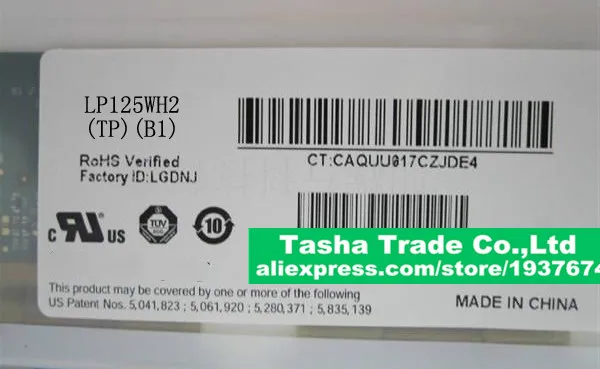 LP125WH2
(TP)(B1)
CT:CAQUU017CZJDE4
RoHS Verified
Factory ID:LGDNJ
c RU US
TÜV
10
Tasha Trade Co.,Ltd
aliexpress.com/store/1937674
This product may be covered by one or more of the following
US Patent Nos. 5,041,823 ; 5,061,920 ; 5,280,371 ; 5,835,139
MADE IN CHINA